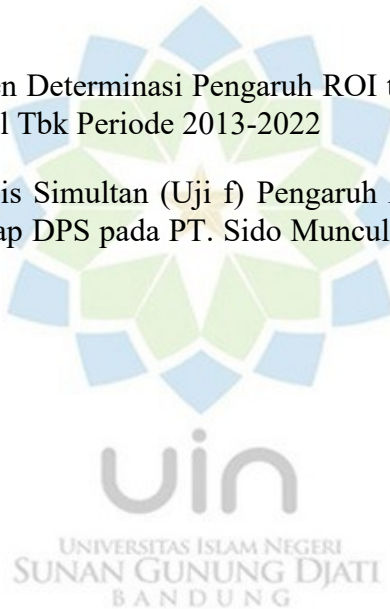 en Determinasi Pengaruh ROI t
l Tbk Periode 2013-2022
is Simultan (Uji f) Pengaruh
ap DPS pada PT. Sido Muncul
uin
UNIVERSITAS ISLAM NEGERI
SUNAN GUNUNG DJATI
BANDUNG